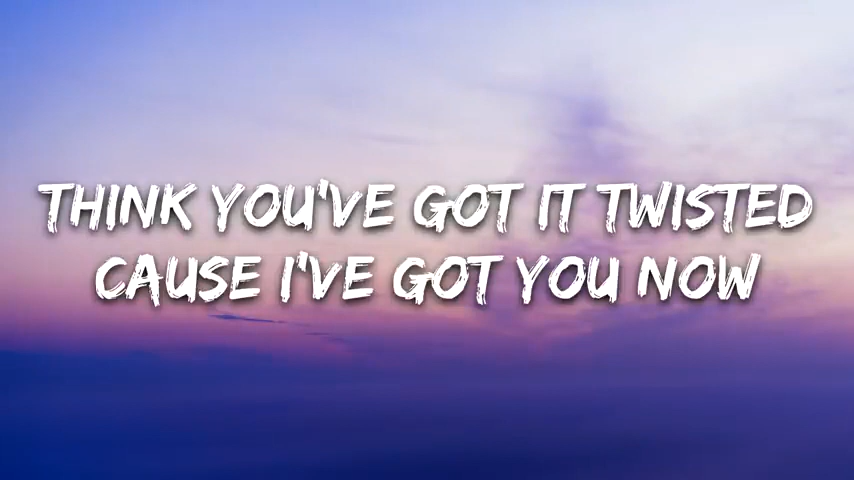 THINK YOU'VE GOT IT TWISTED
CAUSE I'VE GOT YOU NOW